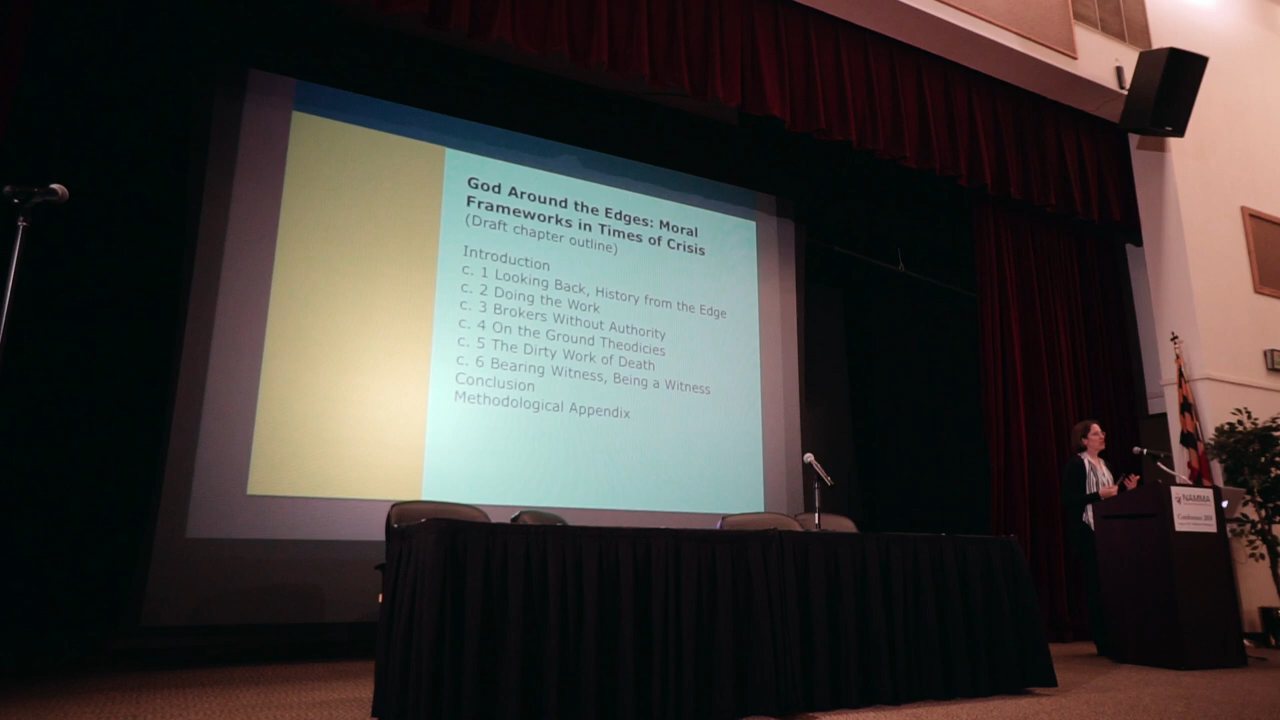 God Around the Edges: Moral
Frameworks in Times of Crisis
(Draft chapter outline)
Introduction
c. 1 Looking Back, History from the Edge
c. 2 Doing the Work
c. 3 Brokers Without Authority
c. 4 On the Ground Theodicies
c. 5 The Dirty Work of Death
c. 6 Bearing Witness, Being a Witness
Conclusion
Methodological Appendix
NAMMA
Conference